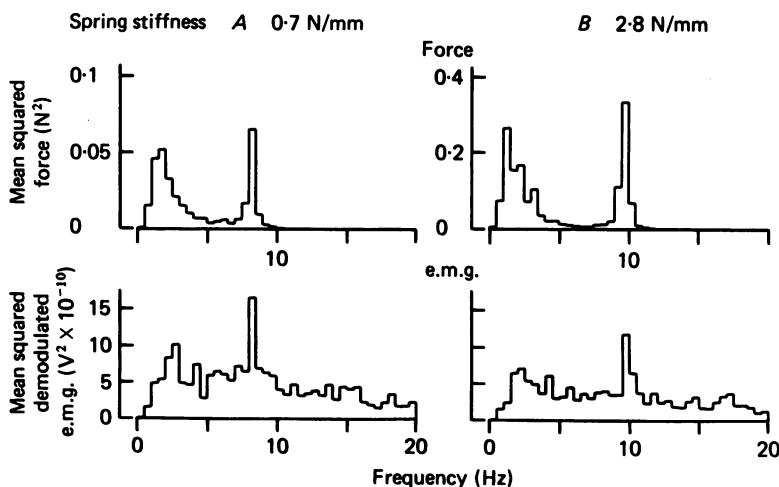 Spring stiffness A 0·7 N/mm B 2·8 N/mm
Force
Mean squared
force (N²)
0·1
0·05
0
10
0·4
0·2
0
10
e.m.g.
Mean squared
demodulated
e.m.g. (V² X 10⁻¹⁰)
15
10
5
0
0 10 20
0 10 20
Frequency (Hz)